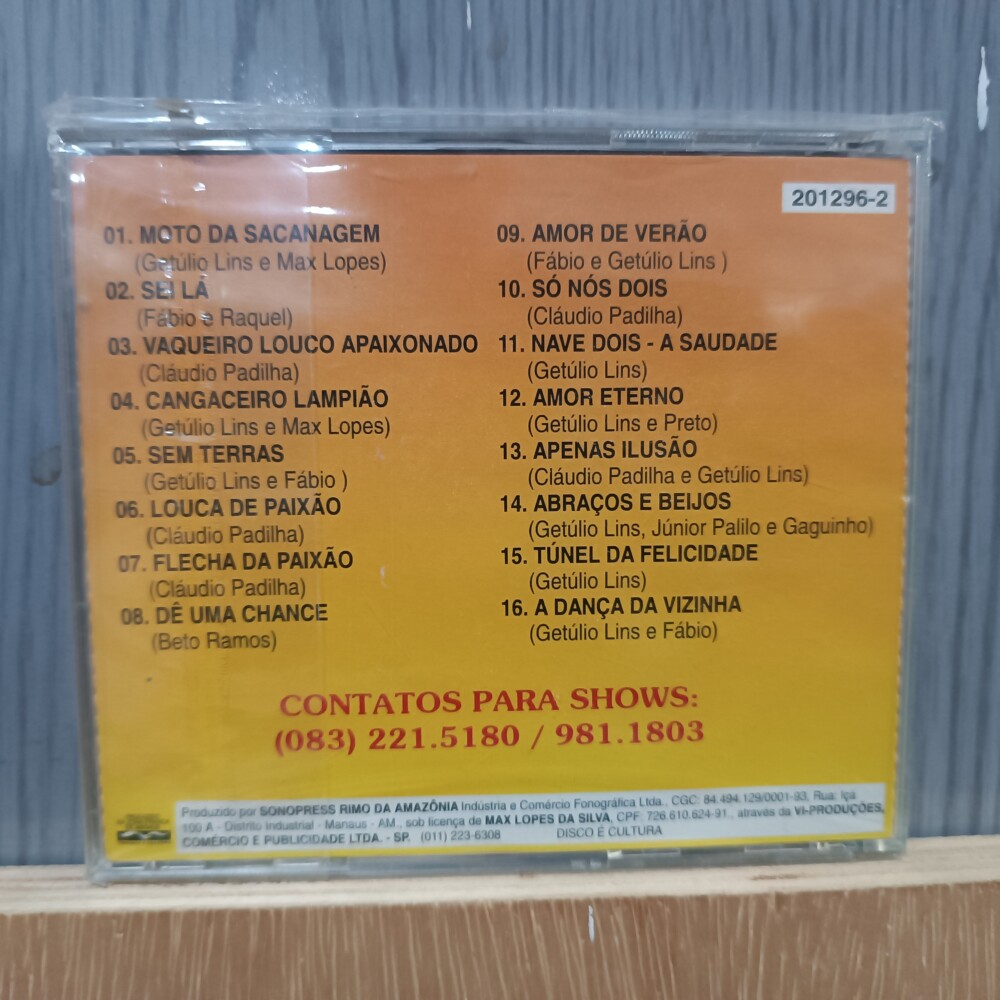 201296-2
01. MOTO DA SACANAGEM
(Getúlio Lins e Max Lopes)
02. SEI LÁ
(Fábio e Raquel)
03. VAQUEIRO LOUCO APAIXONADO
(Cláudio Padilha)
04. CANGACEIRO LAMPIÃO
(Getúlio Lins e Max Lopes)
05. SEM TERRAS
(Getúlio Lins e Fábio )
06. LOUCA DE PAIXÃO
(Cláudio Padilha)
07. FLECHA DA PAIXÃO
(Cláudio Padilha)
08. DÊ UMA CHANCE
(Beto Ramos)
09. AMOR DE VERÃO
(Fábio e Getúlio Lins )
10. SÓ NÓS DOIS
(Cláudio Padilha)
11. NAVE DOIS - A SAUDADE
(Getúlio Lins)
12. AMOR ETERNO
(Getúlio Lins e Preto)
13. APENAS ILUSÃO
(Cláudio Padilha e Getúlio Lins)
14. ABRAÇOS E BEIJOS
(Getúlio Lins, Júnior Palilo e Gaguinho)
15. TÚNEL DA FELICIDADE
(Getúlio Lins)
16. A DANÇA DA VIZINHA
(Getúlio Lins e Fábio)
CONTATOS PARA SHOWS:
(083) 221.5180 / 981.1803
Produzido por SONOPRESS RIMO DA AMAZÔNIA Indústria e Comércio Fonográfica Ltda., CGC: 84.494.129/0001-93, Rua: Iça
100 A - Distrito Industrial - Manaus - AM., sob licença de MAX LOPES DA SILVA, CPF: 726.610.624-91., através da VI-PRODUÇÕES,
COMÉRCIO E PUBLICIDADE LTDA. - SP. (011) 223-6308 DISCO É CULTURA